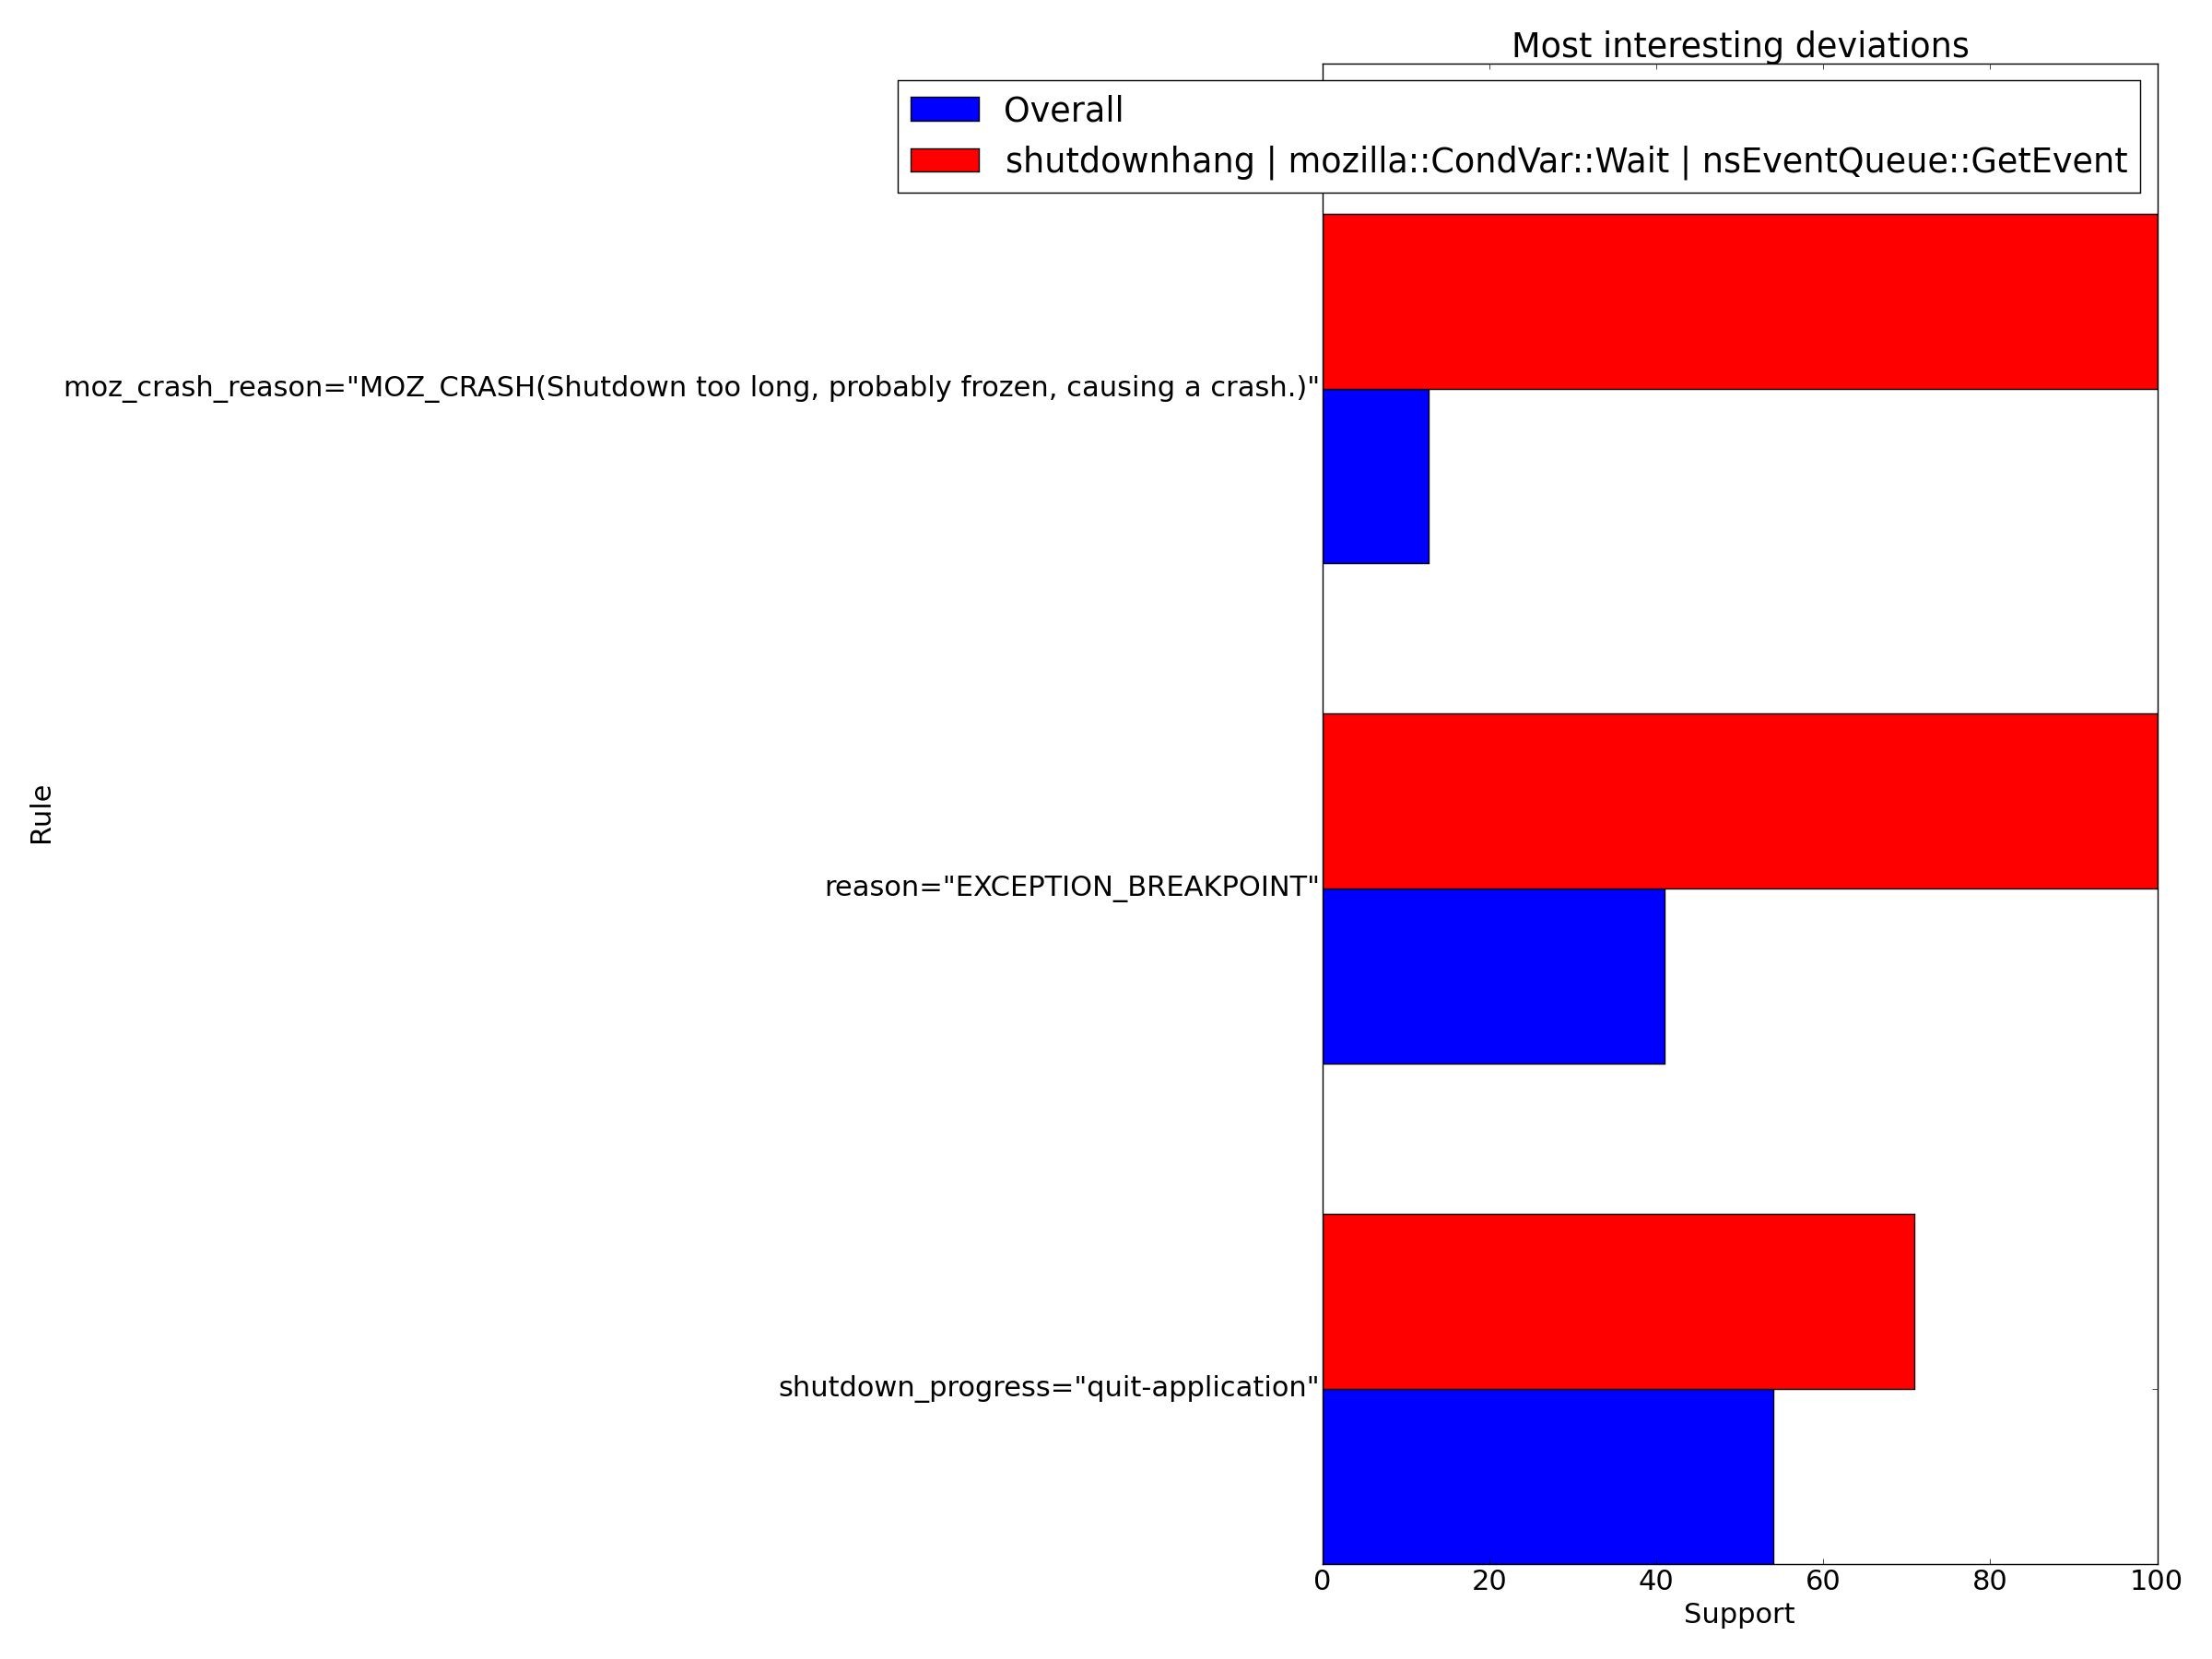 Most interesting deviations
Overall
shutdownhang | mozilla::CondVar::Wait | nsEventQueue::GetEvent
moz_crash_reason="MOZ_CRASH(Shutdown too long, probably frozen, causing a crash.)"
Rule
reason="EXCEPTION_BREAKPOINT"
shutdown_progress="quit-application"
0 20 40 60 80 100
Support